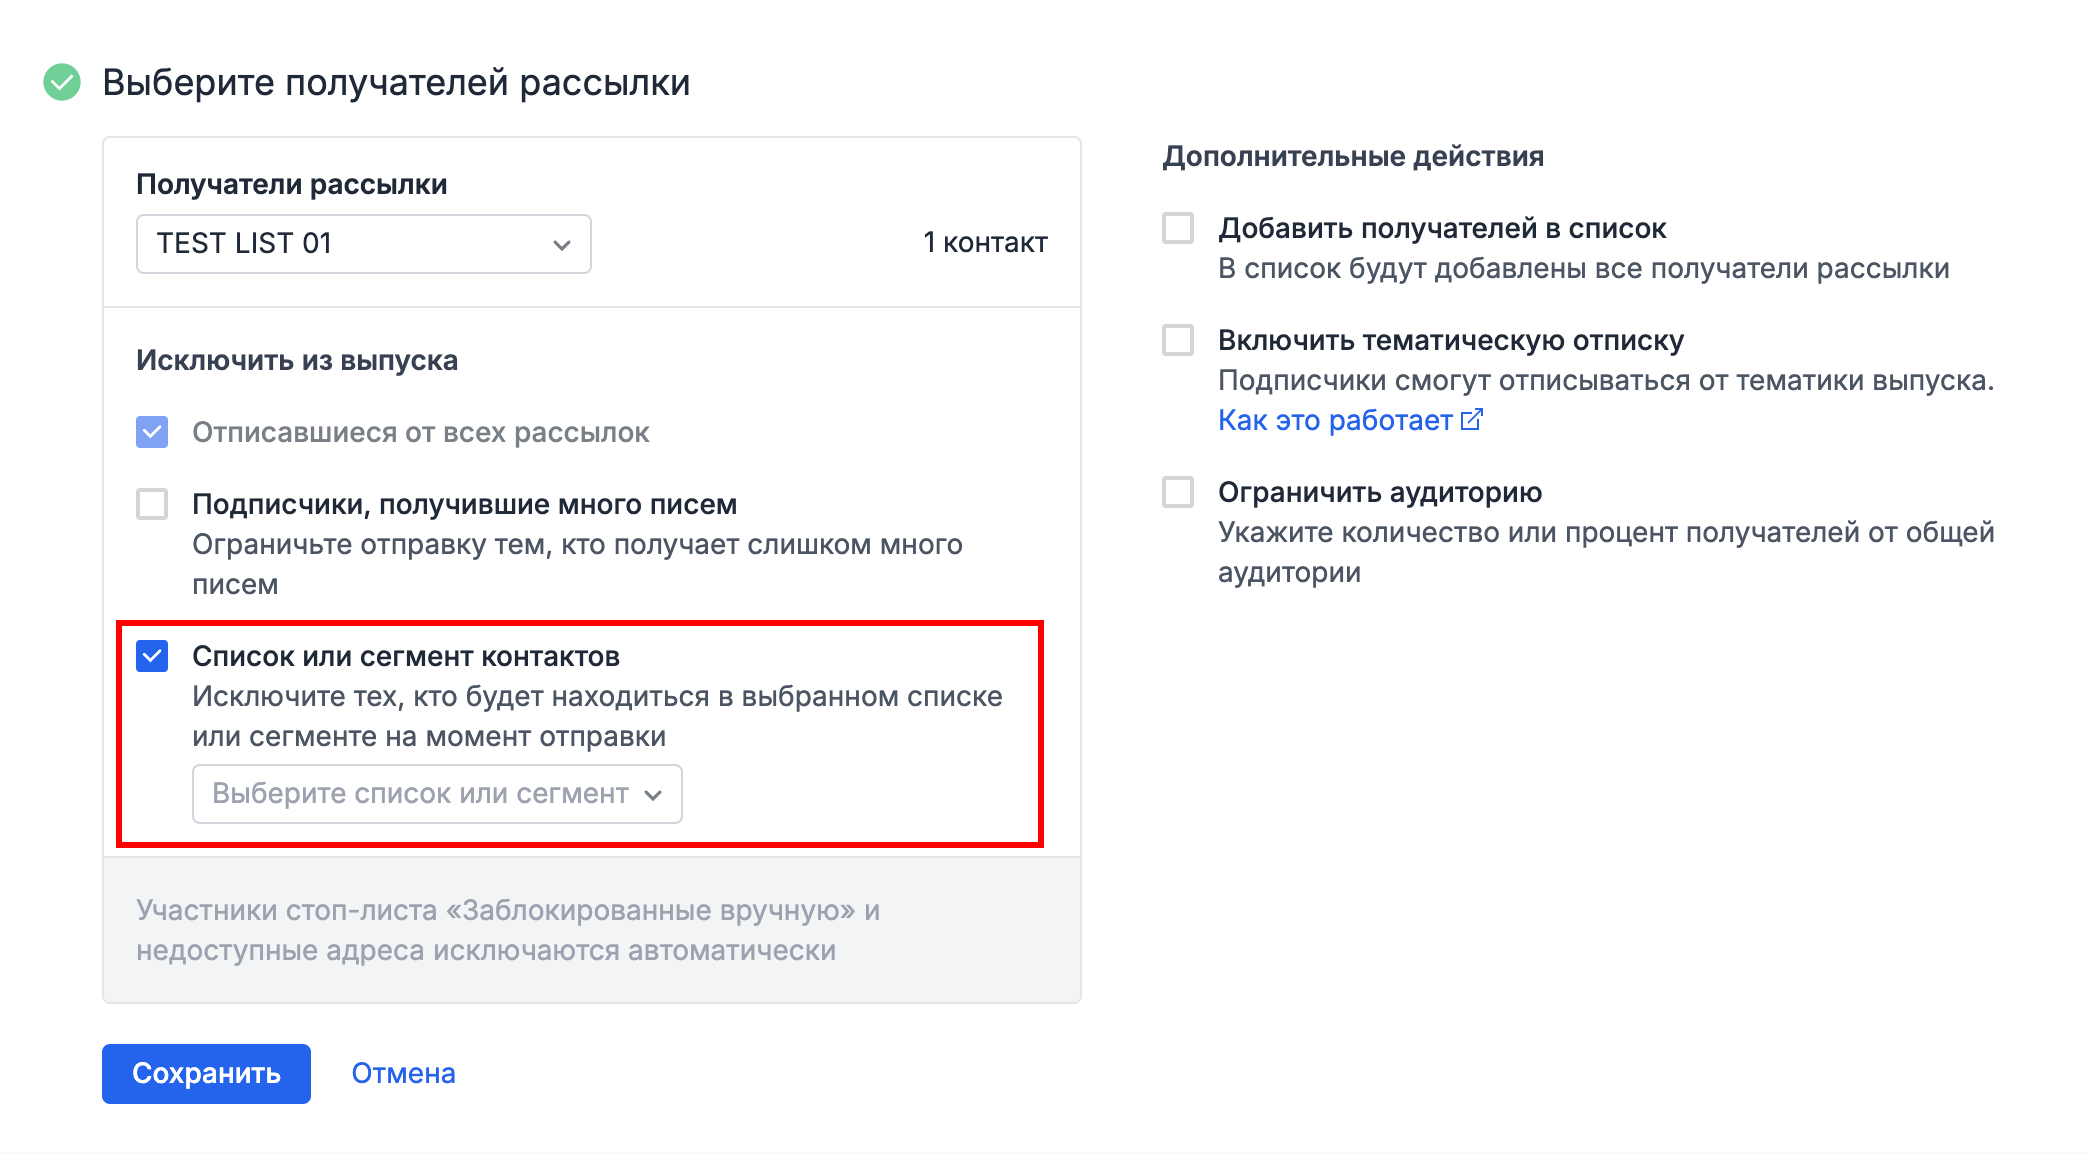 Выберите получателей рассылки
Получатели рассылки
TEST LIST 01
1 контакт
Исключить из выпуска
Отписавшиеся от всех рассылок
Подписчики, получившие много писем
Ограничьте отправку тем, кто получает слишком много
писем
Список или сегмент контактов
Исключите тех, кто будет находиться в выбранном списке
или сегменте на момент отправки
Выберите список или сегмент
Участники стоп-листа «Заблокированные вручную» и
недоступные адреса исключаются автоматически
Сохранить
Отмена
Дополнительные действия
Добавить получателей в список
В список будут добавлены все получатели рассылки
Включить тематическую отписку
Подписчики смогут отписываться от тематики выпуска.
Как это работает
Ограничить аудиторию
Укажите количество или процент получателей от общей
аудитории